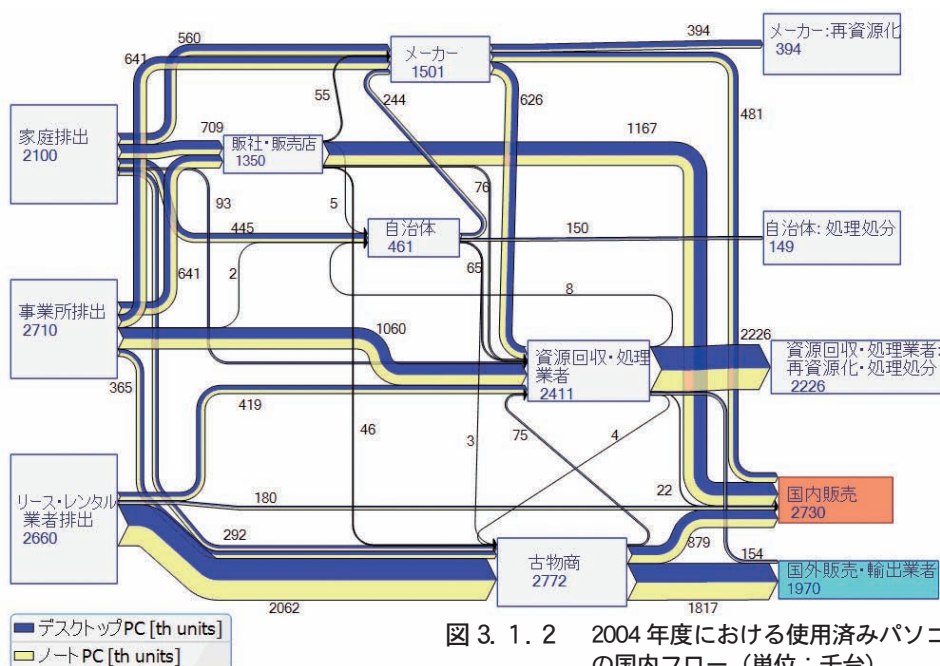 560
394
メーカー:再資源化
394
メーカー
1501
641
55
244
626
481
家庭排出
2100
709
1167
販社・販売店
1350
93
5
76
445
自治体
461
150
自治体: 処理処分
149
641
2
65
8
事業所排出
2710
1060
2226
資源回収・処理
業者
2411
資源回収・処理業者:
再資源化・処理処分
2226
365
419
46
3
75
4
リース・レンタル
業者排出
2660
180
22
国内販売
2730
292
879
154
古物商
2772
国外販売・輸出業者
1970
2062
1817
デスクトップPC [th units]
ノートPC [th units]
図 3. 1. 2 2004 年度における使用済みパソコ
の国内フロー（単位：千台）